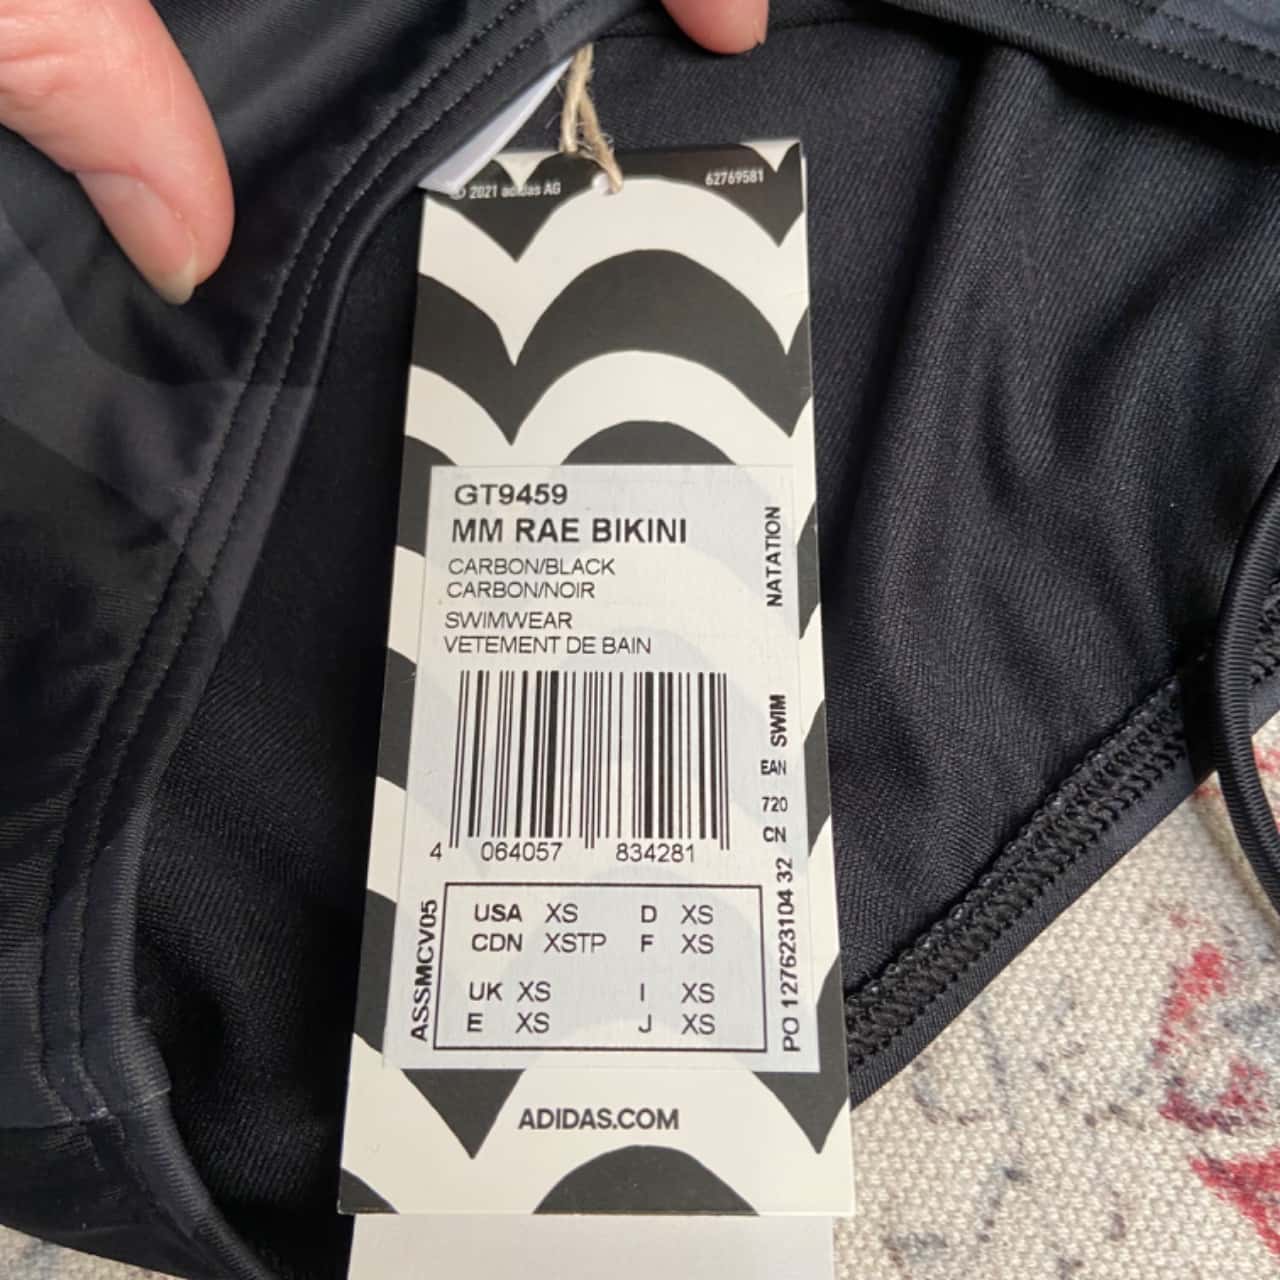 © 2021 adidas AG
62769581
GT9459
MM RAE BIKINI
CARBON/BLACK
CARBON/NOIR
SWIMWEAR
VETEMENT DE BAIN
NATATION
SWIM
EAN
720
CN
4 064057 834281
ASSMCV05
PO 127623104 32
USA XS D XS
CDN XSTP F XS
UK XS I XS
E XS J XS
ADIDAS.COM